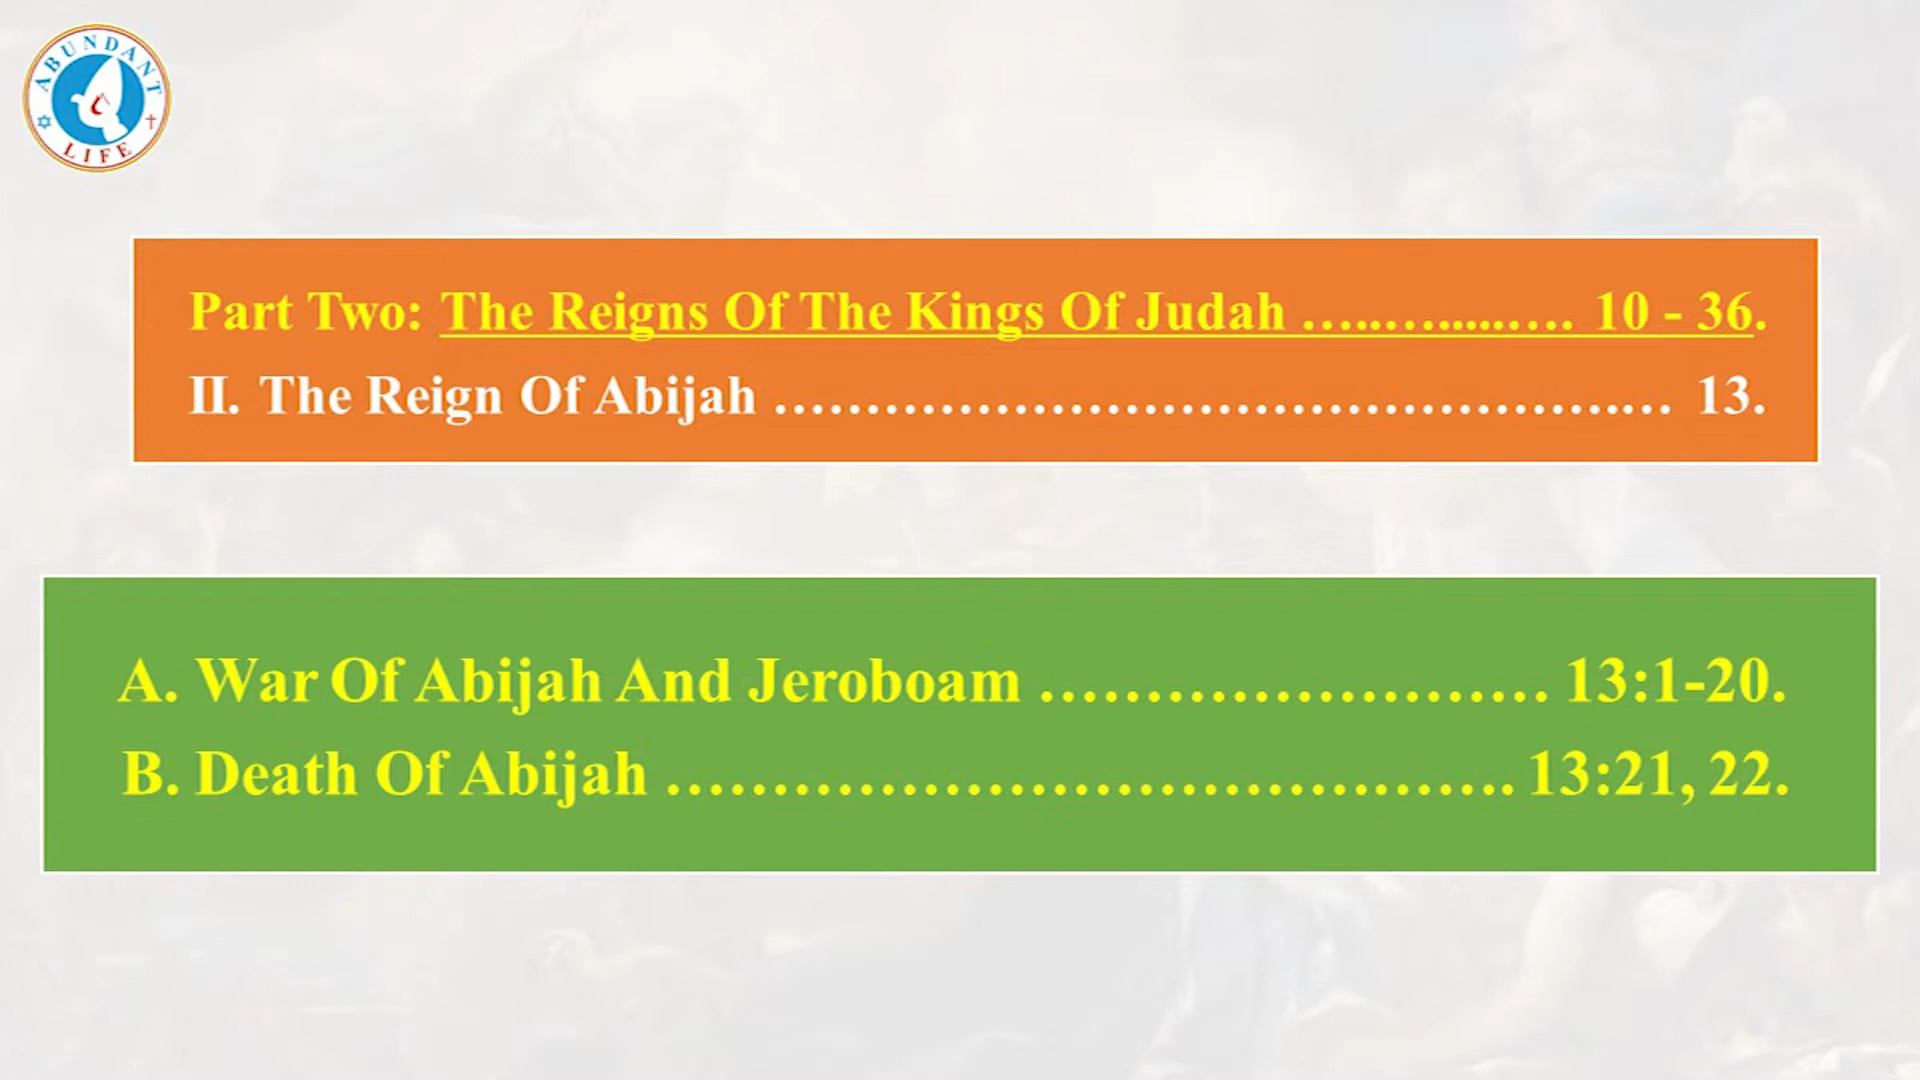 ABUNDANT
LIFE
Part Two: The Reigns Of The Kings Of Judah …..…....…. 10 - 36.
II. The Reign Of Abijah ………………………………………….… 13.
A. War Of Abijah And Jeroboam …………………… 13:1-20.
B. Death Of Abijah …………………………………. 13:21, 22.